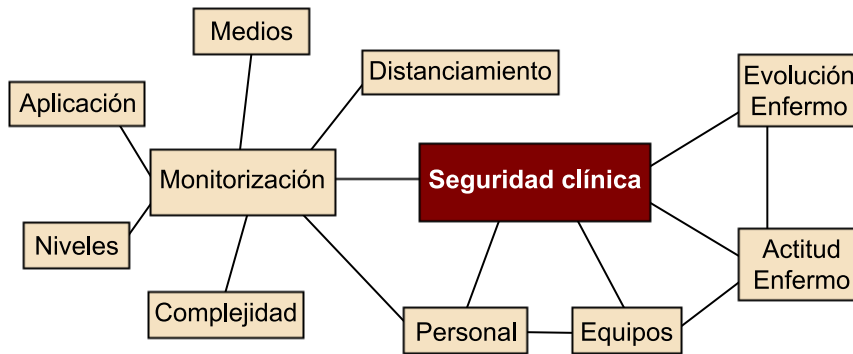 Medios
Distanciamiento
Evolución
Enfermo
Aplicación
Monitorización
Seguridad clínica
Niveles
Actitud
Enfermo
Complejidad
Personal
Equipos